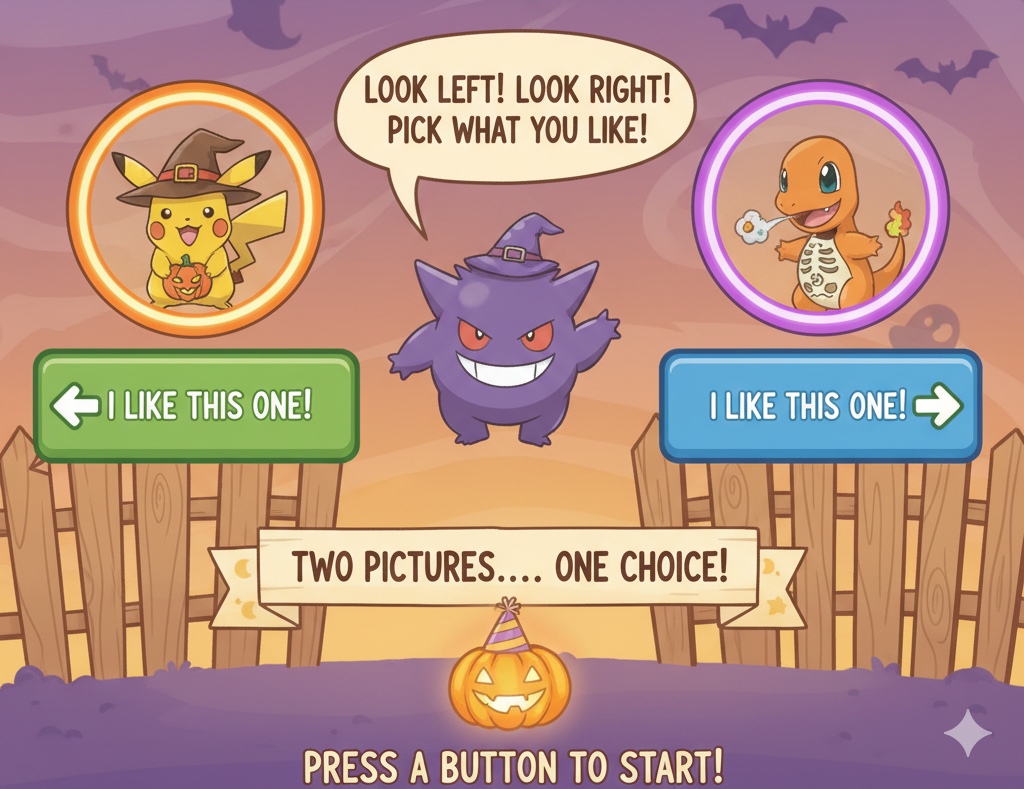 LOOK LEFT! LOOK RIGHT!
PICK WHAT YOU LIKE!
I LIKE THIS ONE!
I LIKE THIS ONE!
TWO PICTURES.... ONE CHOICE!
PRESS A BUTTON TO START!